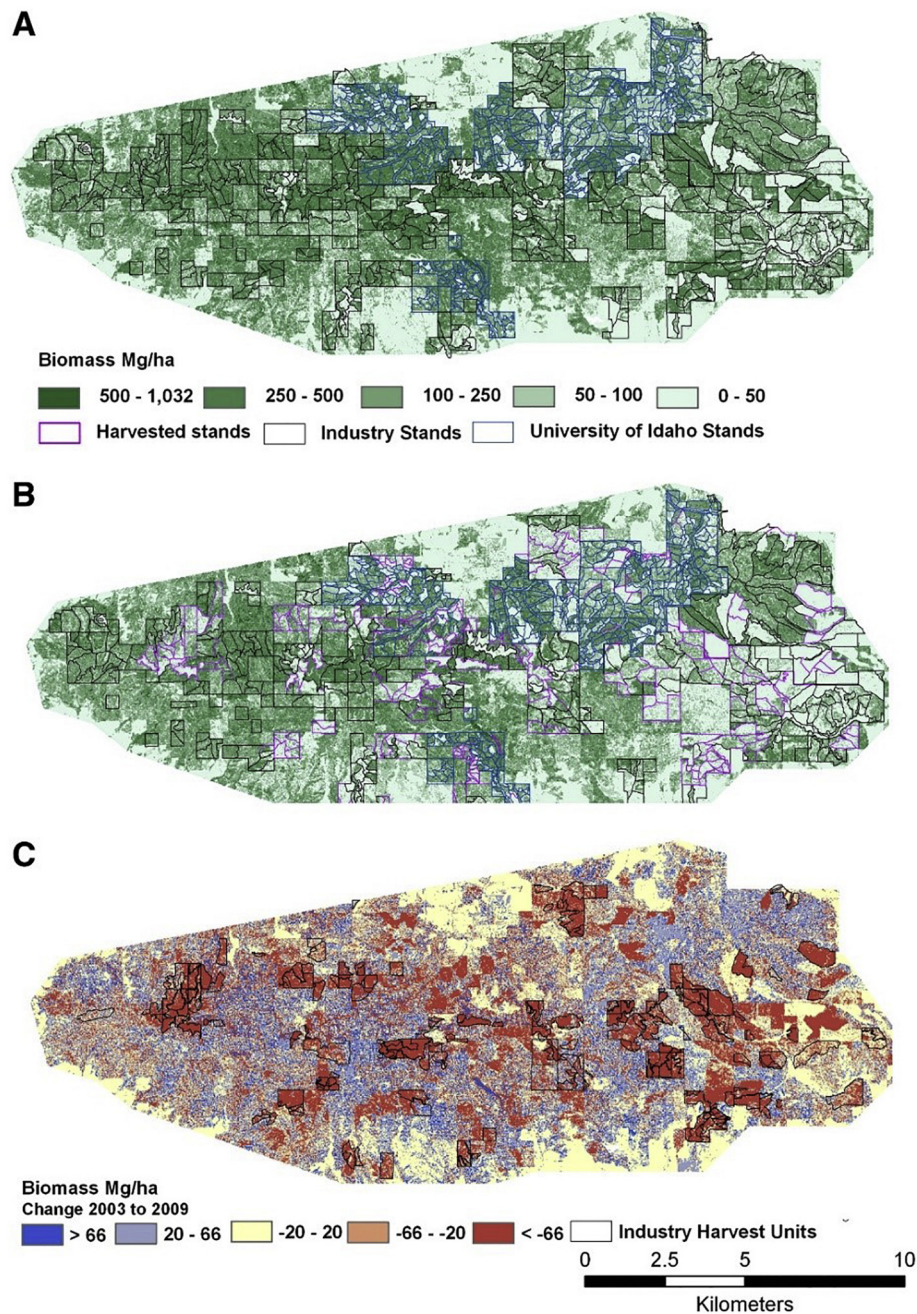 A
Biomass Mg/ha
500 - 1,032 250 - 500 100 - 250 50 - 100 0 - 50
Harvested stands Industry Stands University of Idaho Stands
B
C
Biomass Mg/ha
Change 2003 to 2009
> 66 20 - 66 -20 - 20 -66 - -20 < -66 Industry Harvest Units
0 2.5 5 10
Kilometers